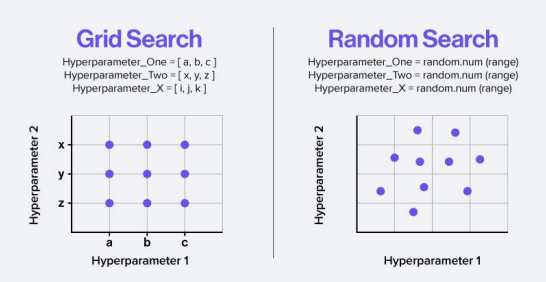 Grid Search
Hyperparameter_One = [ a, b, c ]
Hyperparameter_Two = [ x, y, z ]
Hyperparameter_X = [ i, j, k ]
Hyperparameter 2
x
y
z
a b c
Hyperparameter 1
Random Search
Hyperparameter_One = random.num (range)
Hyperparameter_Two = random.num (range)
Hyperparameter_X = random.num (range)
Hyperparameter 2
Hyperparameter 1